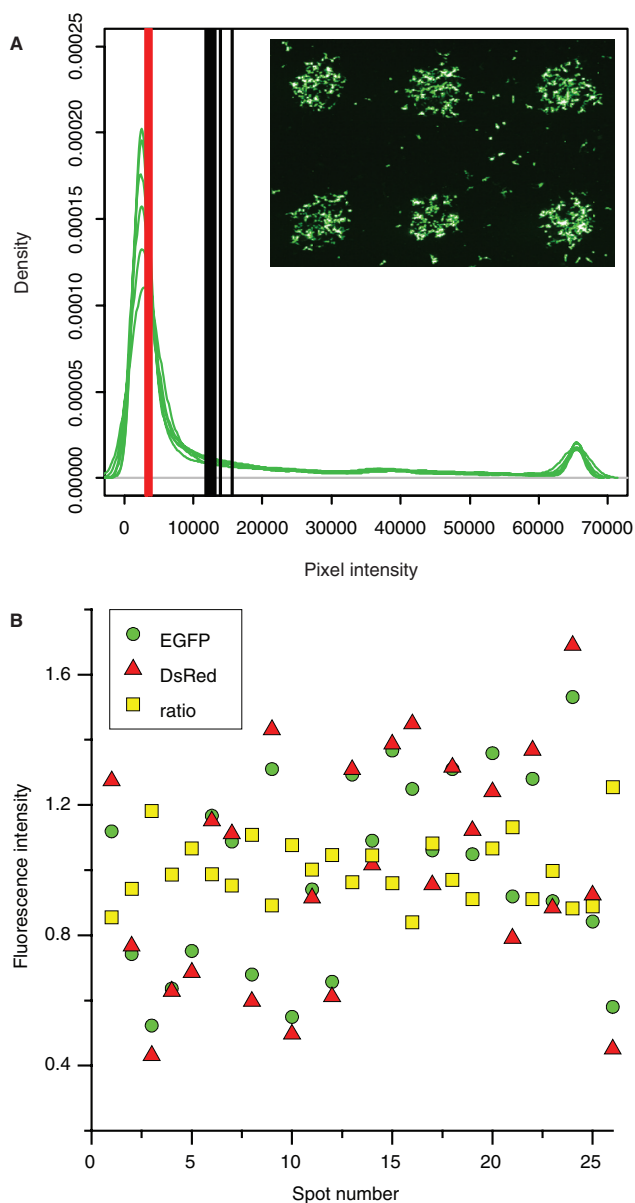 A
0.00025
0.00020
0.00015
0.00010
0.00005
0.00000
Density
0 10000 20000 30000 40000 50000 60000 70000
Pixel intensity
B
EGFP
DsRed
ratio
1.6
1.2
0.8
0.4
Fluorescence intensity
0 5 10 15 20 25
Spot number